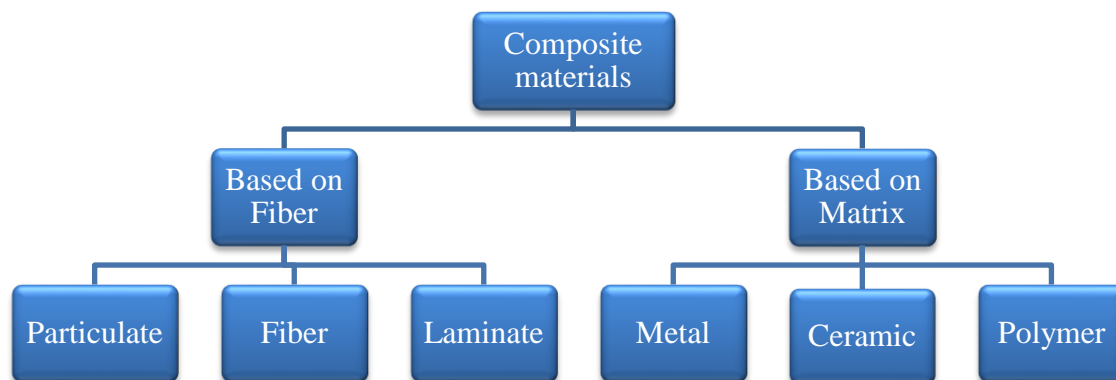 Composite
materials
Based on
Fiber
Based on
Matrix
Particulate
Fiber
Laminate
Metal
Ceramic
Polymer